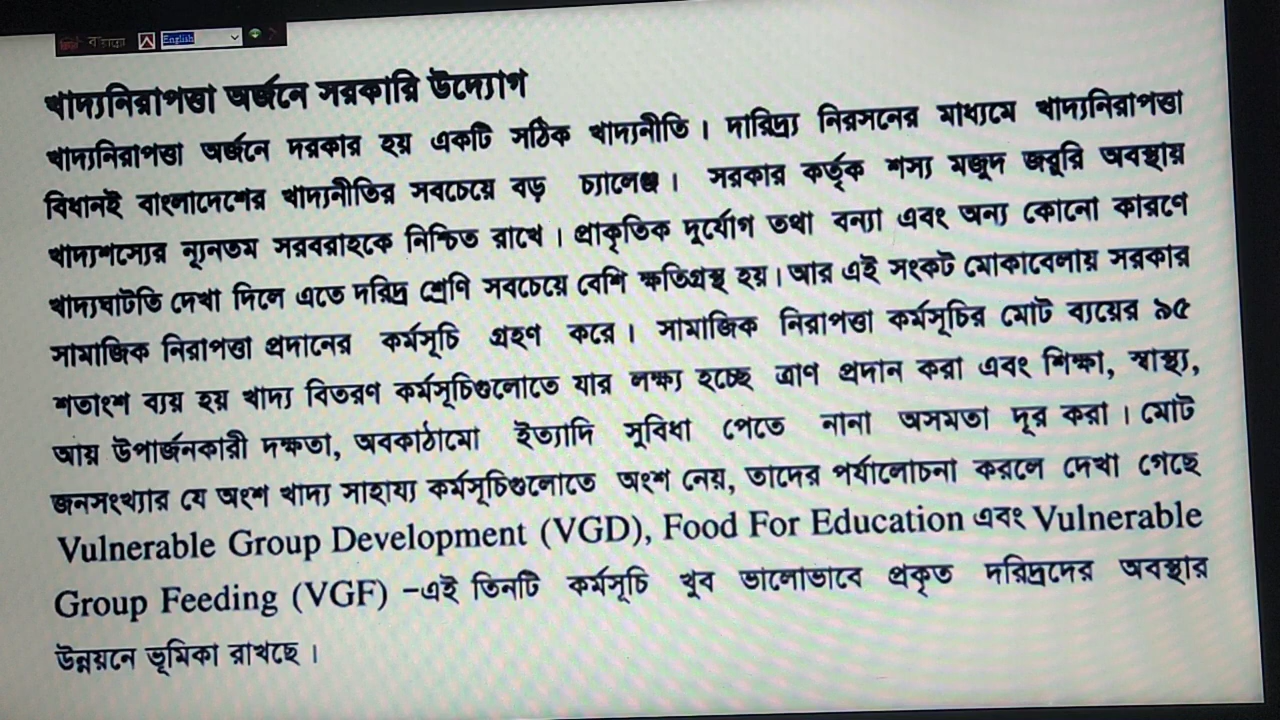 বাংলা English
খাদ্যনিরাপত্তা অর্জনে সরকারি উদ্যোগ
খাদ্যনিরাপত্তা অর্জনে দরকার হয় একটি সঠিক খাদ্যনীতি। দারিদ্র্য নিরসনের মাধ্যমে খাদ্যনিরাপত্তা
বিধানই বাংলাদেশের খাদ্যনীতির সবচেয়ে বড় চ্যালেঞ্জ। সরকার কর্তৃক শস্য মজুদ জরুরি অবস্থায়
খাদ্যশস্যের ন্যূনতম সরবরাহকে নিশ্চিত রাখে। প্রাকৃতিক দুর্যোগ তথা বন্যা এবং অন্য কোনো কারণে
খাদ্যঘাটতি দেখা দিলে এতে দরিদ্র শ্রেণি সবচেয়ে বেশি ক্ষতিগ্রস্থ হয়। আর এই সংকট মোকাবেলায় সরকার
সামাজিক নিরাপত্তা প্রদানের কর্মসূচি গ্রহণ করে। সামাজিক নিরাপত্তা কর্মসূচির মোট ব্যয়ের ৯৫
শতাংশ ব্যয় হয় খাদ্য বিতরণ কর্মসূচিগুলোতে যার লক্ষ্য হচ্ছে ত্রাণ প্রদান করা এবং শিক্ষা, স্বাস্থ্য,
আয় উপার্জনকারী দক্ষতা, অবকাঠামো ইত্যাদি সুবিধা পেতে নানা অসমতা দূর করা। মোট
জনসংখ্যার যে অংশ খাদ্য সাহায্য কর্মসূচিগুলোতে অংশ নেয়, তাদের পর্যালোচনা করলে দেখা গেছে
Vulnerable Group Development (VGD), Food For Education এবং Vulnerable
Group Feeding (VGF) –এই তিনটি কর্মসূচি খুব ভালোভাবে প্রকৃত দরিদ্রদের অবস্থার
উন্নয়নে ভূমিকা রাখছে।